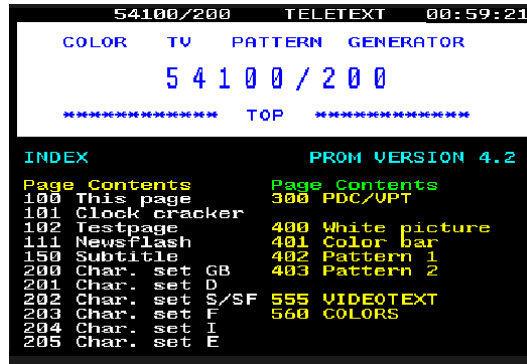 54100/200 TELETEXT 00:59:21
COLOR TV PATTERN GENERATOR
54100/200
************** TOP **************
INDEX PROM VERSION 4.2
Page Contents Page Contents
100 This page 300 PDC/VPT
101 Clock cracker
102 Testpage 400 White picture
111 Newsflash 401 Color bar
150 Subtitle 402 Pattern 1
200 Char. set GB 403 Pattern 2
201 Char. set D
202 Char. set S/SF 555 VIDEOTEXT
203 Char. set F 560 COLORS
204 Char. set I
205 Char. set E